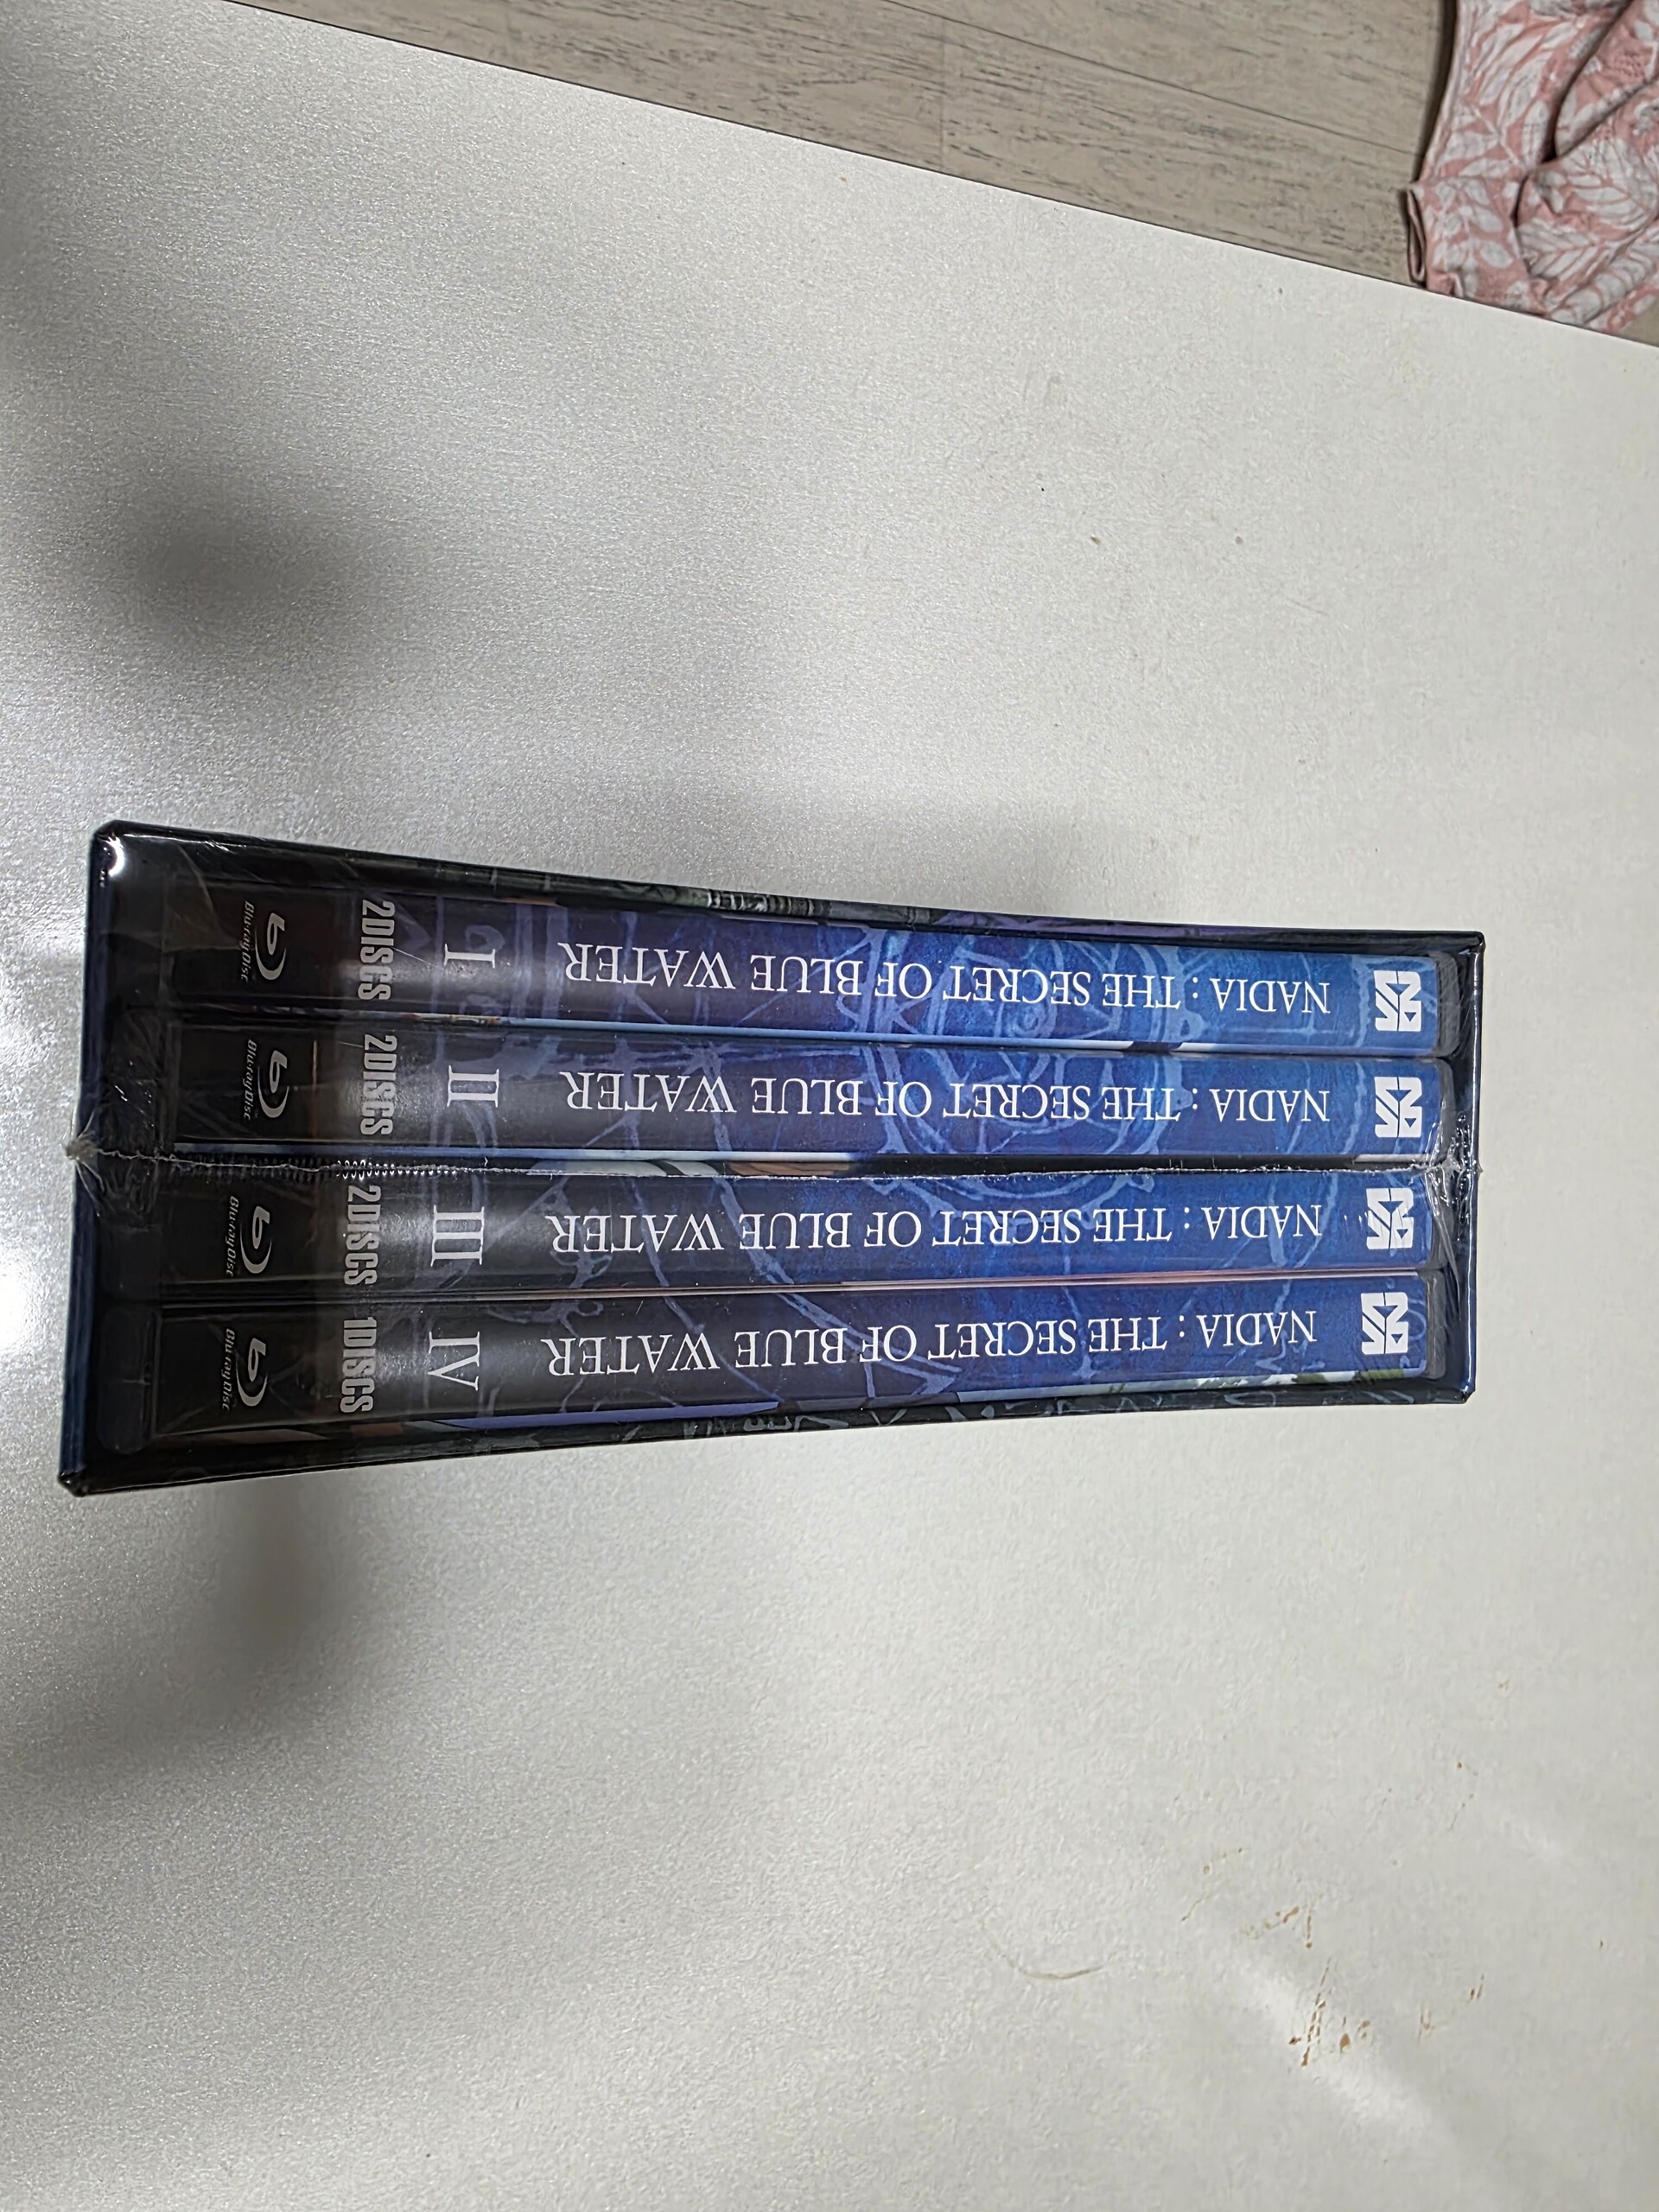 NADIA : THE SECRET OF BLUE WATER
I
2DISCS
Blu-ray Disc
NADIA : THE SECRET OF BLUE WATER
II
2DISCS
Blu-ray Disc
NADIA : THE SECRET OF BLUE WATER
III
2DISCS
Blu-ray Disc
NADIA : THE SECRET OF BLUE WATER
IV
1DISCS
Blu-ray Disc